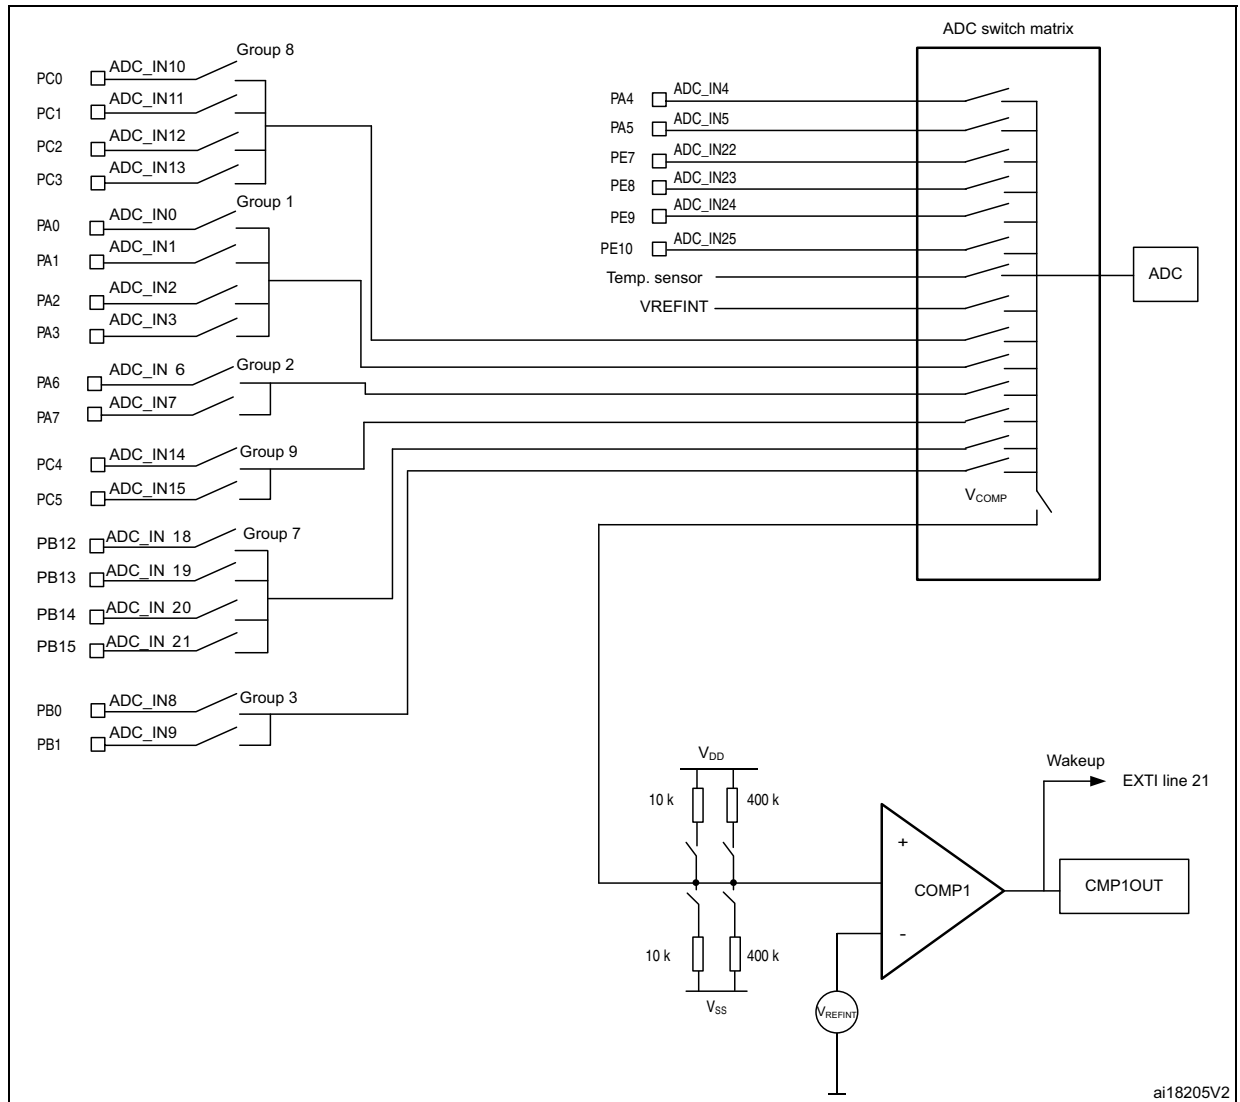 ADC switch matrix
Group 8
PC0 ADC_IN10
PC1 ADC_IN11
PC2 ADC_IN12
PC3 ADC_IN13
Group 1
PA0 ADC_IN0
PA1 ADC_IN1
PA2 ADC_IN2
PA3 ADC_IN3
Group 2
PA6 ADC_IN 6
PA7 ADC_IN7
Group 9
PC4 ADC_IN14
PC5 ADC_IN15
Group 7
PB12 ADC_IN 18
PB13 ADC_IN 19
PB14 ADC_IN 20
PB15 ADC_IN 21
Group 3
PB0 ADC_IN8
PB1 ADC_IN9
PA4 ADC_IN4
PA5 ADC_IN5
PE7 ADC_IN22
PE8 ADC_IN23
PE9 ADC_IN24
PE10 ADC_IN25
Temp. sensor
VREFINT
ADC
VCOMP
VDD
10 k 400 k
10 k 400 k
VSS
+
COMP1
-
VREFINT
Wakeup
EXTI line 21
CMP1OUT
ai18205V2